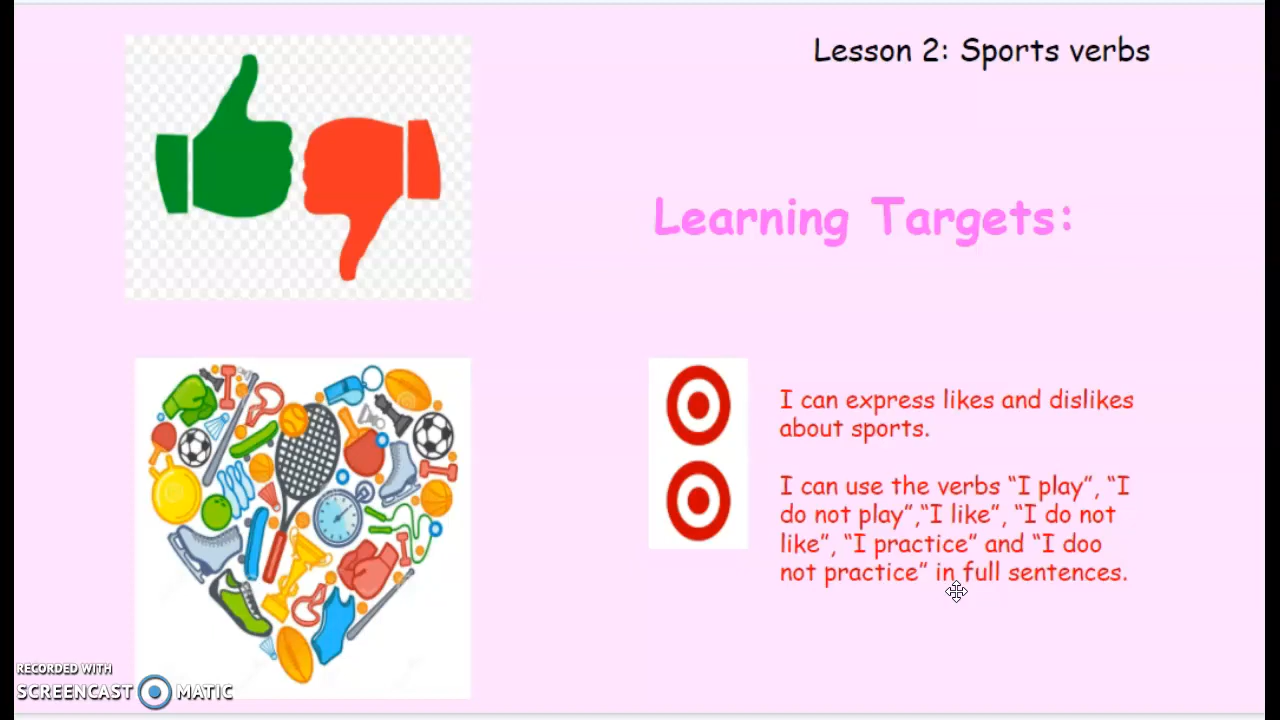 Lesson 2: Sports verbs
Learning Targets:
I can express likes and dislikes
about sports.
I can use the verbs “I play”, “I
do not play”,“I like”, “I do not
like”, “I practice” and “I doo
not practice” in full sentences.
RECORDED WITH
SCREENCAST MATIC